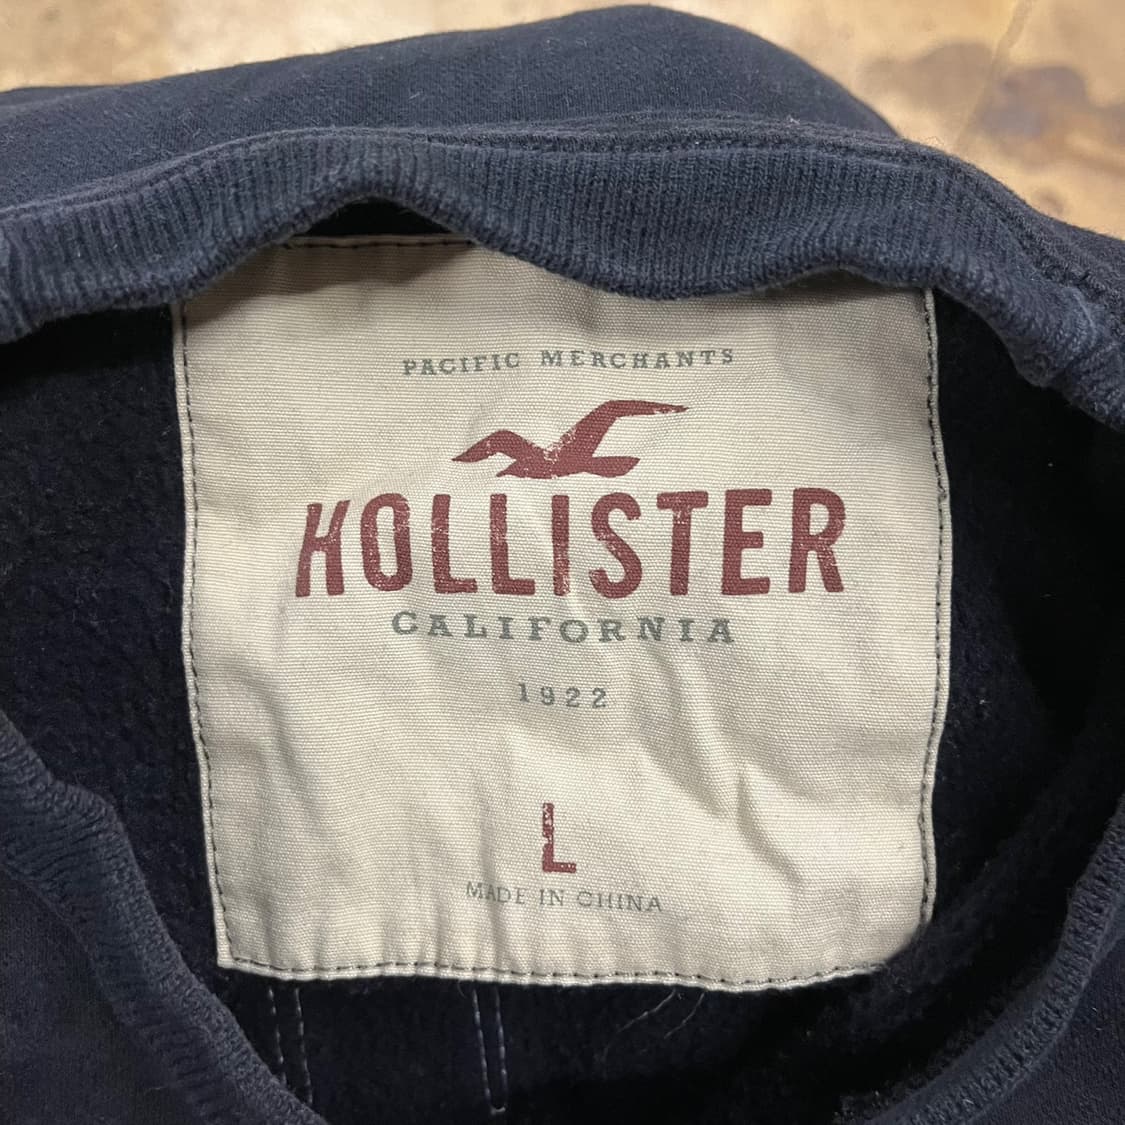 PACIFIC MERCHANTS
HOLLISTER
CALIFORNIA
1922
L
MADE IN CHINA